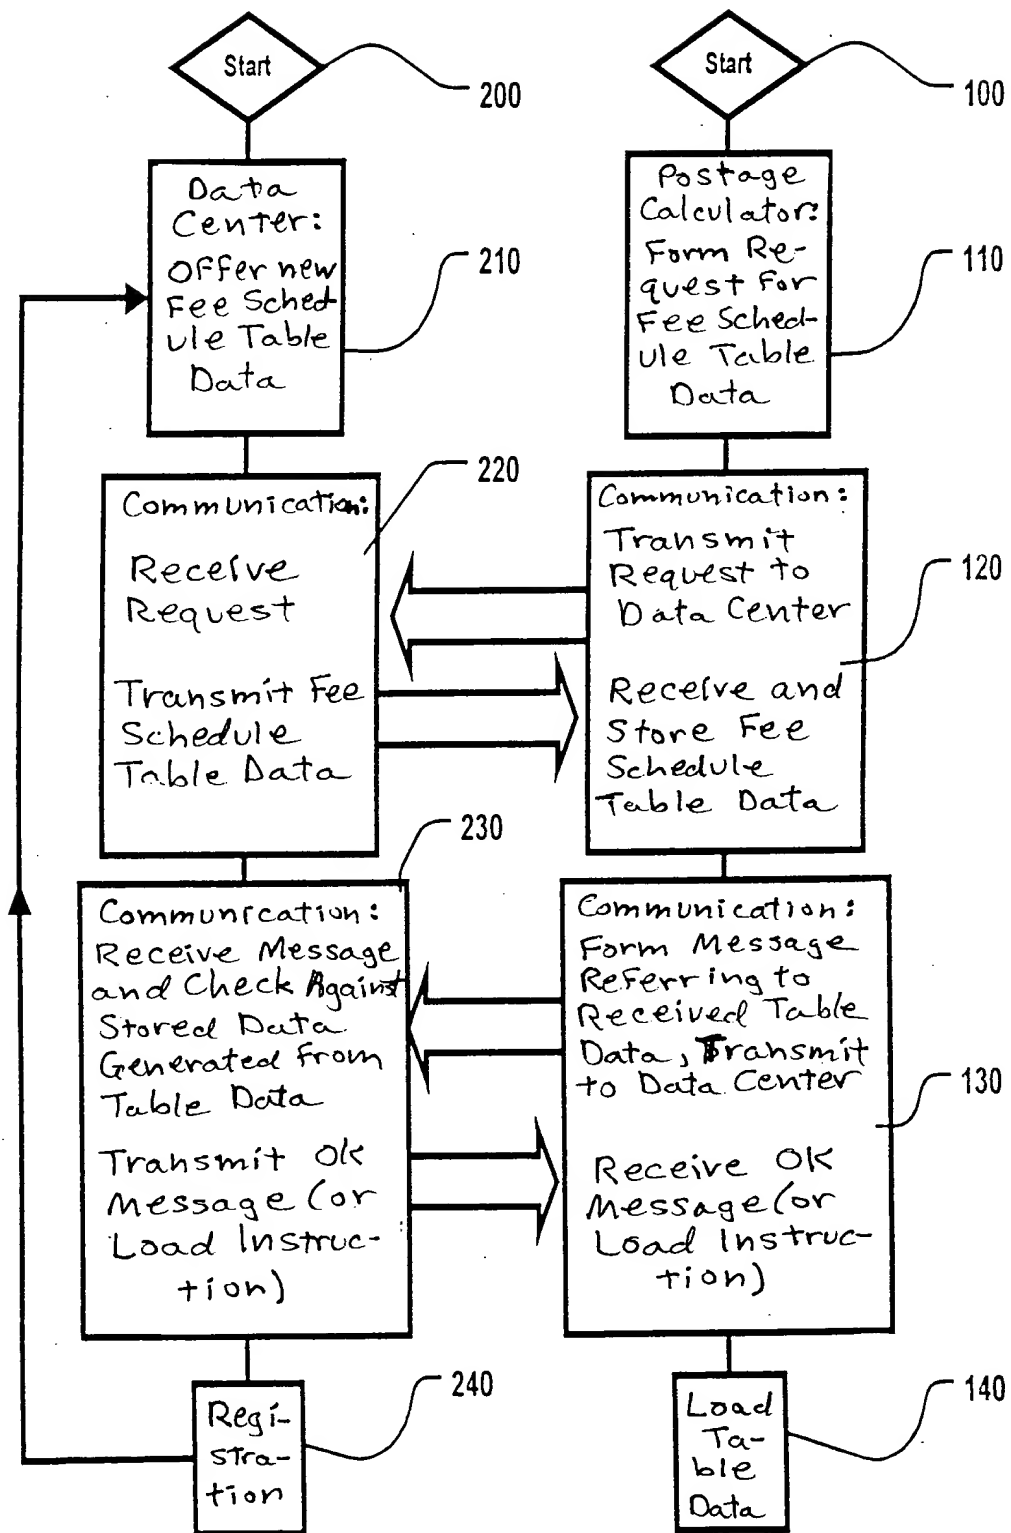 Start
200
Data
Center:
Offer new
Fee Sched-
ule Table
Data
210
Communication:
Receive
Request
Transmit Fee
Schedule
Table Data
220
Communication:
Receive Message
and Check Against
Stored Data
Generated from
Table Data
Transmit OK
Message (or
Load Instruc-
tion)
230
Regi-
stra-
tion
240
Start
100
Postage
Calculator:
Form Re-
quest for
Fee Sched-
ule Table
Data
110
Communication:
Transmit
Request to
Data Center
Receive and
Store Fee
Schedule
Table Data
120
Communication:
Form Message
Referring to
Received Table
Data, Transmit
to Data Center
Receive OK
Message (or
Load Instruc-
tion)
130
Load
Ta-
ble
Data
140